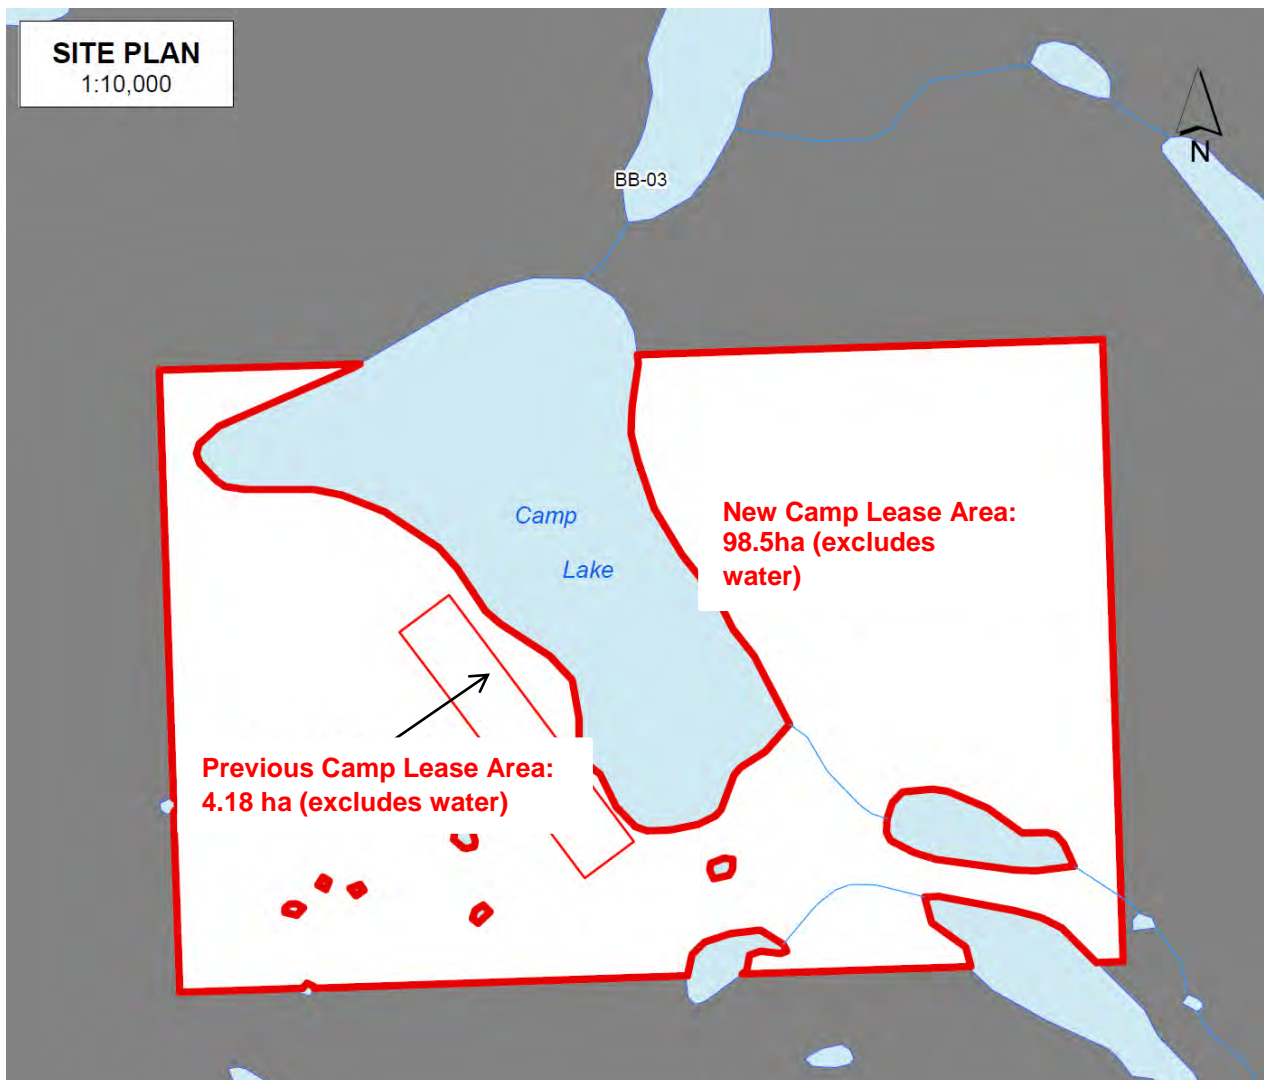 SITE PLAN
1:10,000
N
BB-03
Camp
Lake
New Camp Lease Area:
98.5ha (excludes
water)
Previous Camp Lease Area:
4.18 ha (excludes water)